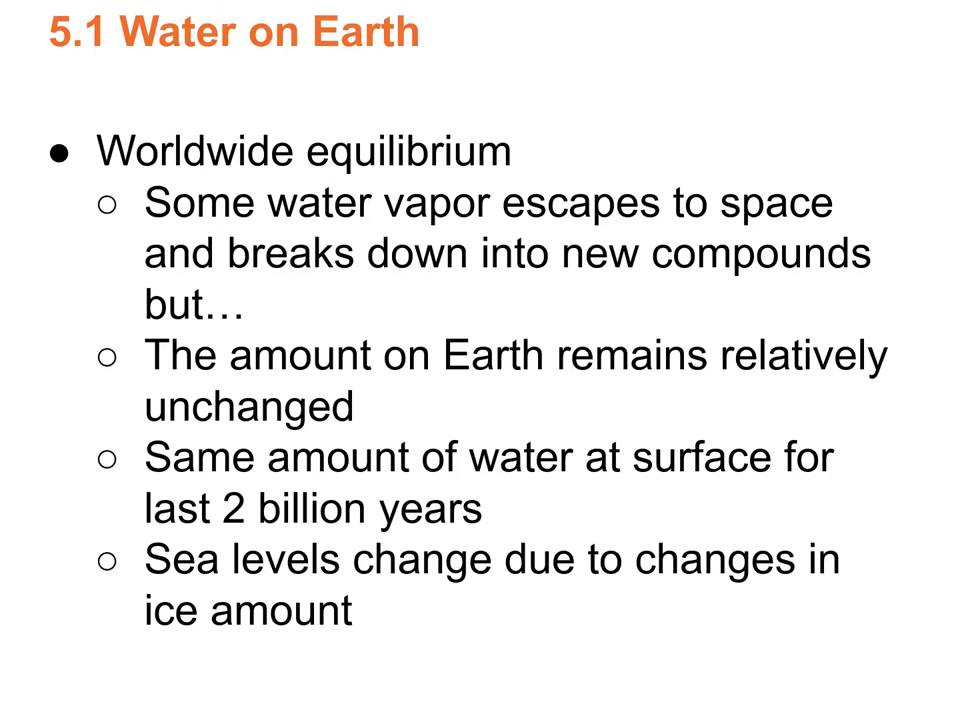 5.1 Water on Earth
● Worldwide equilibrium
○ Some water vapor escapes to space
and breaks down into new compounds
but…
○ The amount on Earth remains relatively
unchanged
○ Same amount of water at surface for
last 2 billion years
○ Sea levels change due to changes in
ice amount